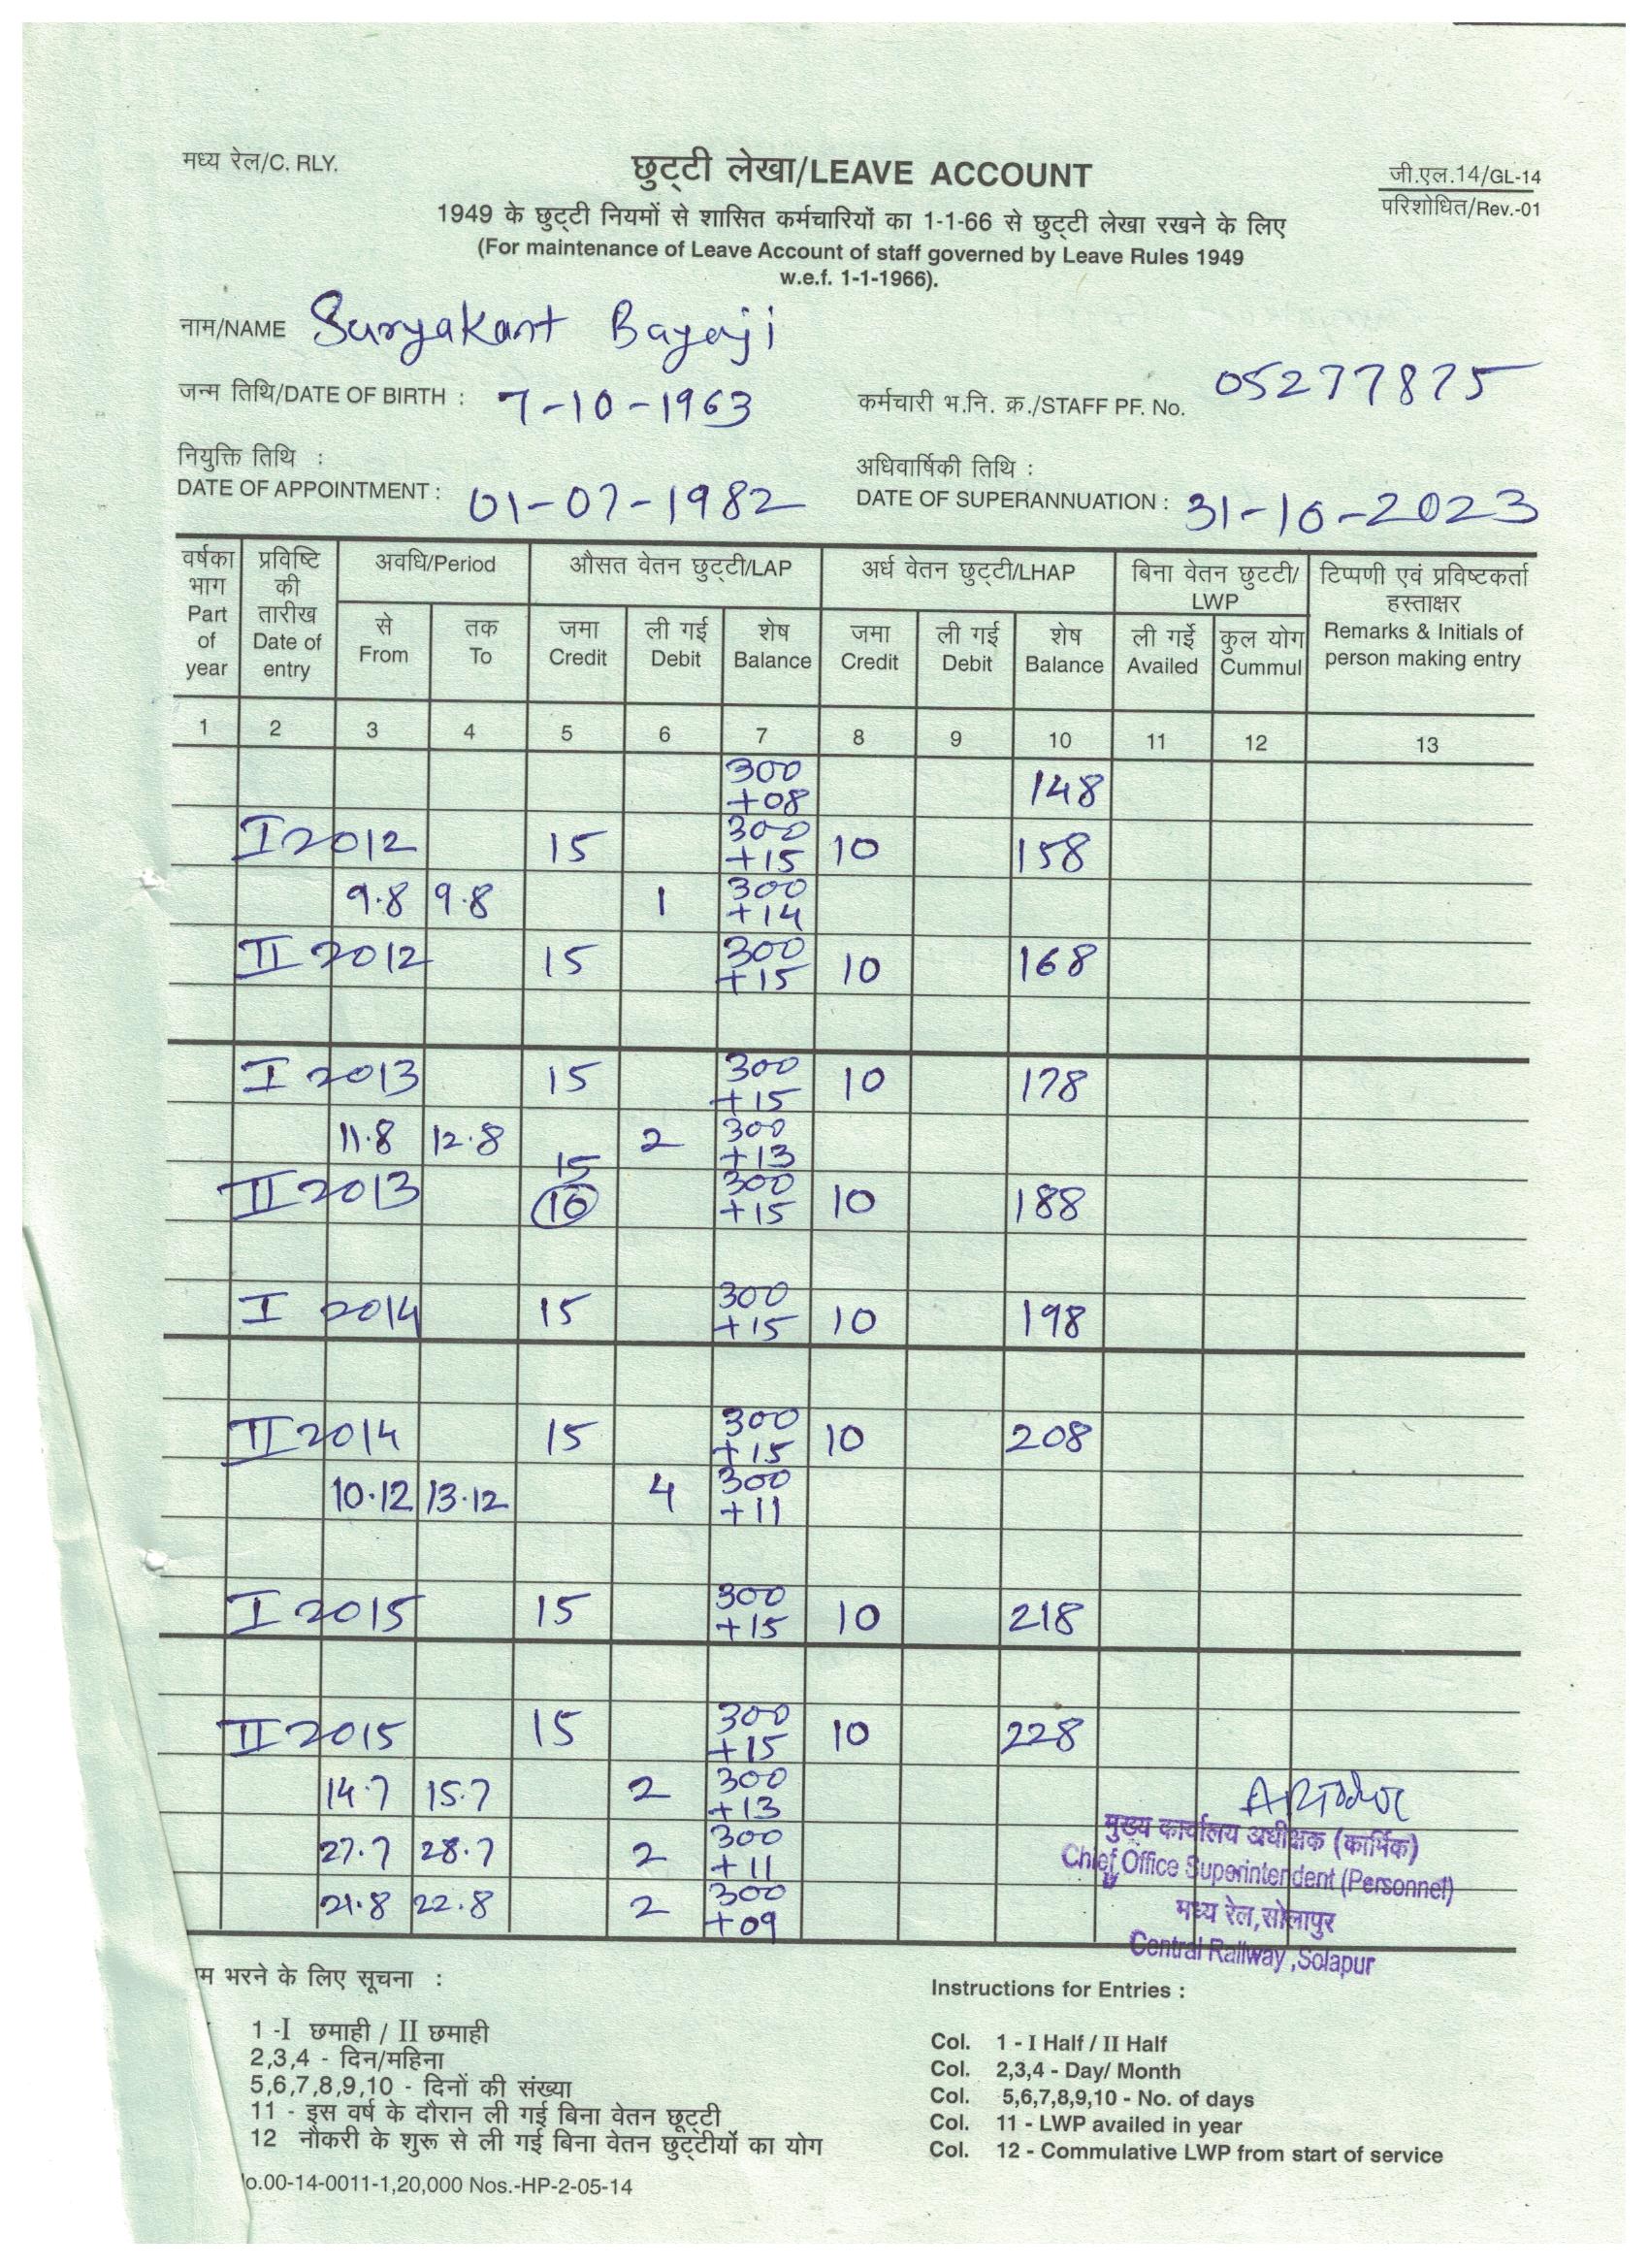 मध्य रेल/C. RLY.
छुट्टी लेखा/LEAVE ACCOUNT
जी.एल.14/GL-14
परिशोधित/Rev.-01
1949 के छुट्टी नियमों से शासित कर्मचारियों का 1-1-66 से छुट्टी लेखा रखने के लिए
(For maintenance of Leave Account of staff governed by Leave Rules 1949
w.e.f. 1-1-1966).
नाम/NAME Suryakant Bayaji
जन्म तिथि/DATE OF BIRTH : 7-10-1963 कर्मचारी भ.नि. क्र./STAFF PF. No. 05277875
नियुक्ति तिथि : अधिवार्षिकी तिथि :
DATE OF APPOINTMENT : 01-07-1982 DATE OF SUPERANNUATION : 31-10-2023
वर्षका भाग Part of year
प्रविष्टि की तारीख Date of entry
अवधि/Period
से From
तक To
औसत वेतन छुट्टी/LAP
जमा Credit
ली गई Debit
शेष Balance
अर्ध वेतन छुट्टी/LHAP
जमा Credit
ली गई Debit
शेष Balance
बिना वेतन छुटटी/LWP
ली गई Availed
कुल योग Cummul
टिप्पणी एवं प्रविष्टकर्ता हस्ताक्षर
Remarks & Initials of person making entry
1 2 3 4 5 6 7 8 9 10 11 12 13
300 +08 148
I 2012 15 300 +15 10 158
9.8 9.8 1 300 +14
II 2012 15 300 +15 10 168
I 2013 15 300 +15 10 178
11.8 12.8 2 300 +13
II 2013 15 10 300 +15 10 188
I 2014 15 300 +15 10 198
II 2014 15 300 +15 10 208
10.12 13.12 4 300 +11
I 2015 15 300 +15 10 218
II 2015 15 300 +15 10 228
14.7 15.7 2 300 +13
27.7 28.7 2 300 +11
21.8 22.8 2 300 +09
मुख्य कार्यालय अधीक्षक (कार्मिक)
Chief Office Superintendent (Personnel)
मध्य रेल,सोलापुर
Central Railway ,Solapur
म भरने के लिए सूचना :
1 -I छमाही / II छमाही
2,3,4 - दिन/महिना
5,6,7,8,9,10 - दिनों की संख्या
11 - इस वर्ष के दौरान ली गई बिना वेतन छूट्टी
12 नौकरी के शुरू से ली गई बिना वेतन छुट्टीयों का योग
o.00-14-0011-1,20,000 Nos.-HP-2-05-14
Instructions for Entries :
Col. 1 - I Half / II Half
Col. 2,3,4 - Day/ Month
Col. 5,6,7,8,9,10 - No. of days
Col. 11 - LWP availed in year
Col. 12 - Commulative LWP from start of service